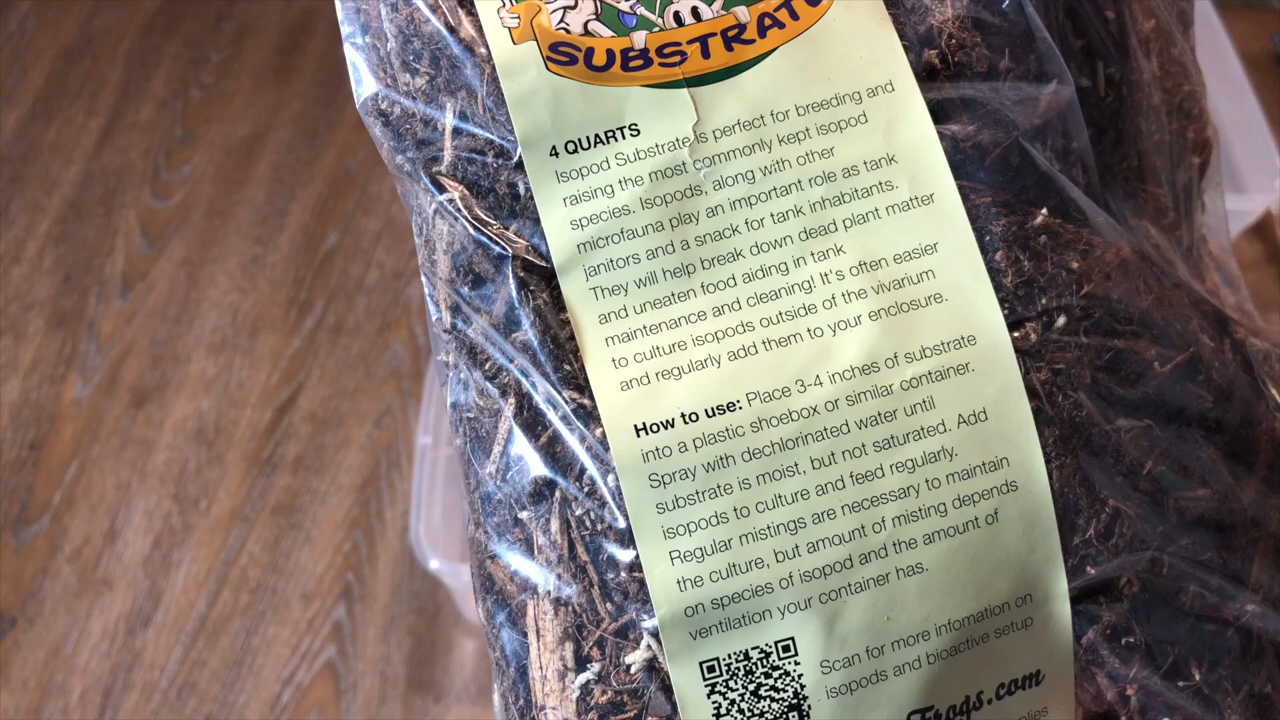 SUBSTRATE
4 QUARTS
Isopod Substrate is perfect for breeding and
raising the most commonly kept isopod
species. Isopods, along with other
microfauna play an important role as tank
janitors and a snack for tank inhabitants.
They will help break down dead plant matter
and uneaten food aiding in tank
maintenance and cleaning! It's often easier
to culture isopods outside of the vivarium
and regularly add them to your enclosure.
How to use: Place 3-4 inches of substrate
into a plastic shoebox or similar container.
Spray with dechlorinated water until
substrate is moist, but not saturated. Add
isopods to culture and feed regularly.
Regular mistings are necessary to maintain
the culture, but amount of misting depends
on species of isopod and the amount of
ventilation your container has.
Scan for more infomation on
isopods and bioactive setup
Frogs.com